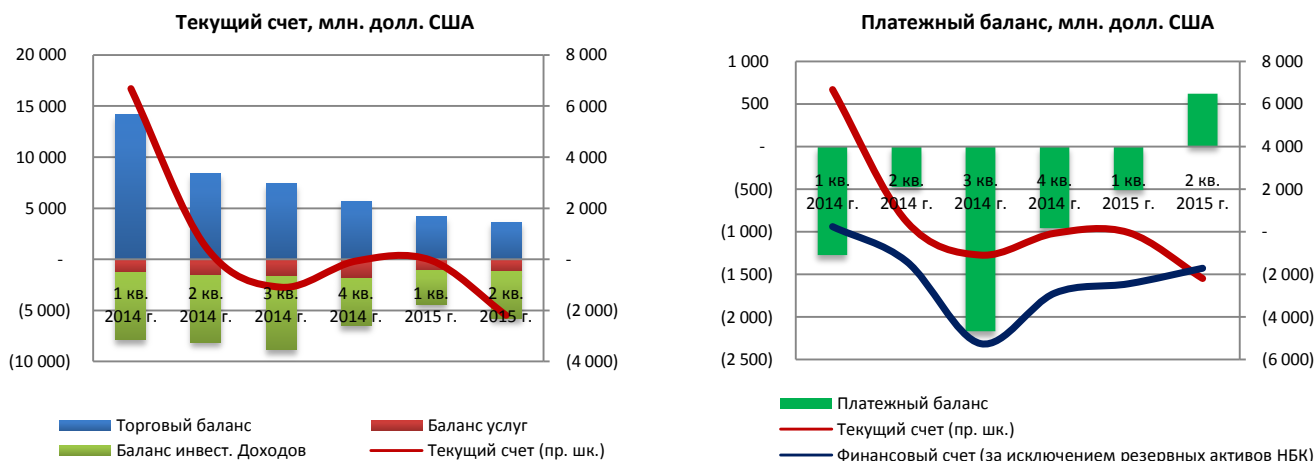 Текущий счет, млн. долл. США
20 000
15 000
10 000
5 000
-
(5 000)
(10 000)
8 000
6 000
4 000
2 000
-
(2 000)
(4 000)
1 кв. 2 кв. 3 кв. 4 кв. 1 кв. 2 кв.
2014 г. 2014 г. 2014 г. 2014 г. 2015 г. 2015 г.
Торговый баланс
Баланс услуг
Баланс инвест. Доходов
Текущий счет (пр. шк.)
Платежный баланс, млн. долл. США
1 000
500
-
(500)
(1 000)
(1 500)
(2 000)
(2 500)
8 000
6 000
4 000
2 000
-
(2 000)
(4 000)
(6 000)
1 кв. 2 кв. 3 кв. 4 кв. 1 кв. 2 кв.
2014 г. 2014 г. 2014 г. 2014 г. 2015 г. 2015 г.
Платежный баланс
Текущий счет (пр. шк.)
Финансовый счет (за исключением резервных активов НБК)